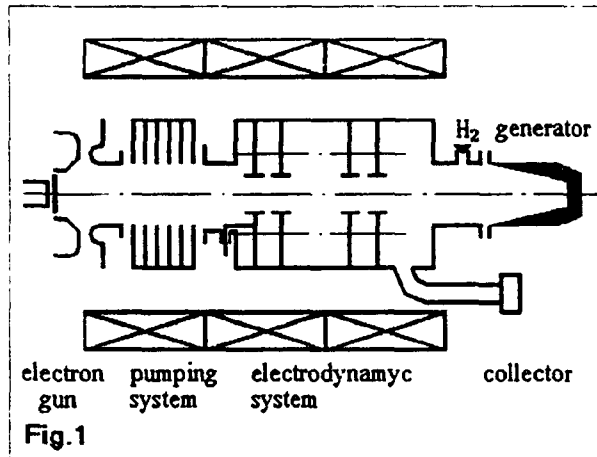 H₂ generator
electron gun
pumping system
electrodynamyc system
collector
Fig.1